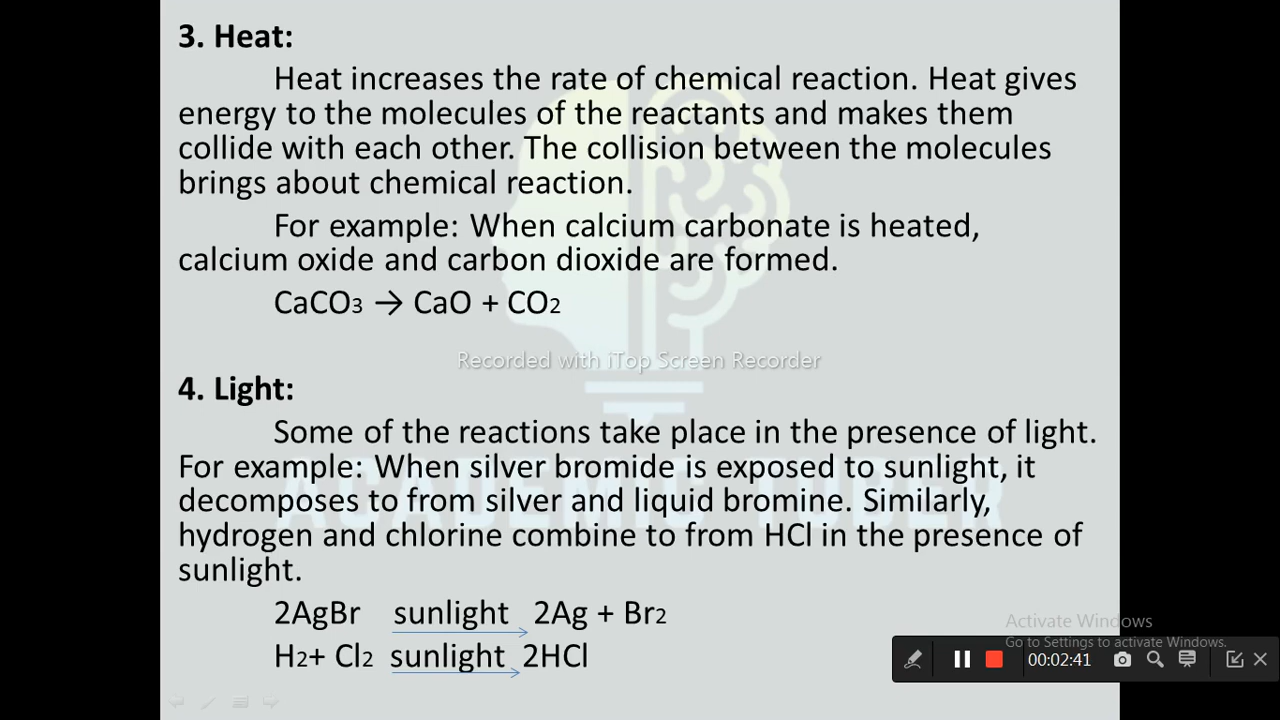 3. Heat:
Heat increases the rate of chemical reaction. Heat gives
energy to the molecules of the reactants and makes them
collide with each other. The collision between the molecules
brings about chemical reaction.
For example: When calcium carbonate is heated,
calcium oxide and carbon dioxide are formed.
CaCO3 → CaO + CO2
Recorded with iTop Screen Recorder
4. Light:
Some of the reactions take place in the presence of light.
For example: When silver bromide is exposed to sunlight, it
decomposes to from silver and liquid bromine. Similarly,
hydrogen and chlorine combine to from HCl in the presence of
sunlight.
ACADEMIC TUBER
2AgBr sunlight 2Ag + Br2
H2+ Cl2 sunlight 2HCl
Activate Windows
Go to Settings to activate Windows.
00:02:41